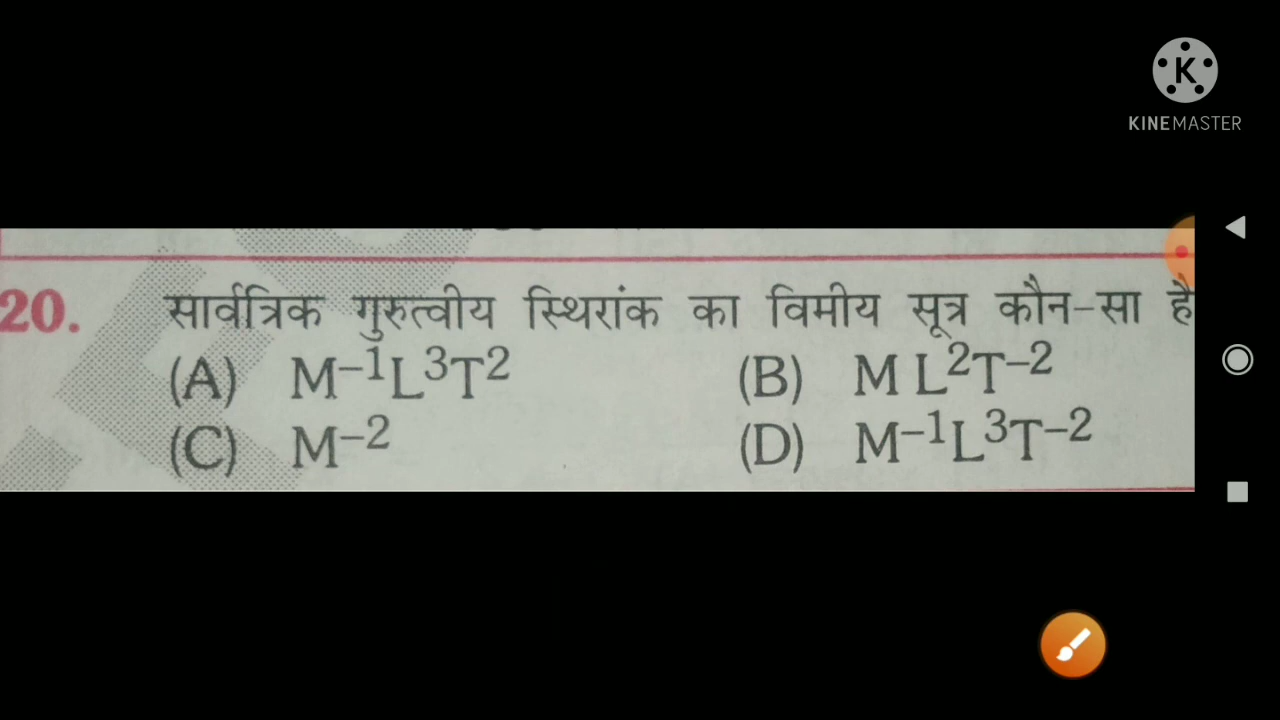 K
KINEMASTER
20. सार्वत्रिक गुरुत्वीय स्थिरांक का विमीय सूत्र कौन-सा है
(A) M⁻¹L³T² (B) M L²T⁻²
(C) M⁻² (D) M⁻¹L³T⁻²